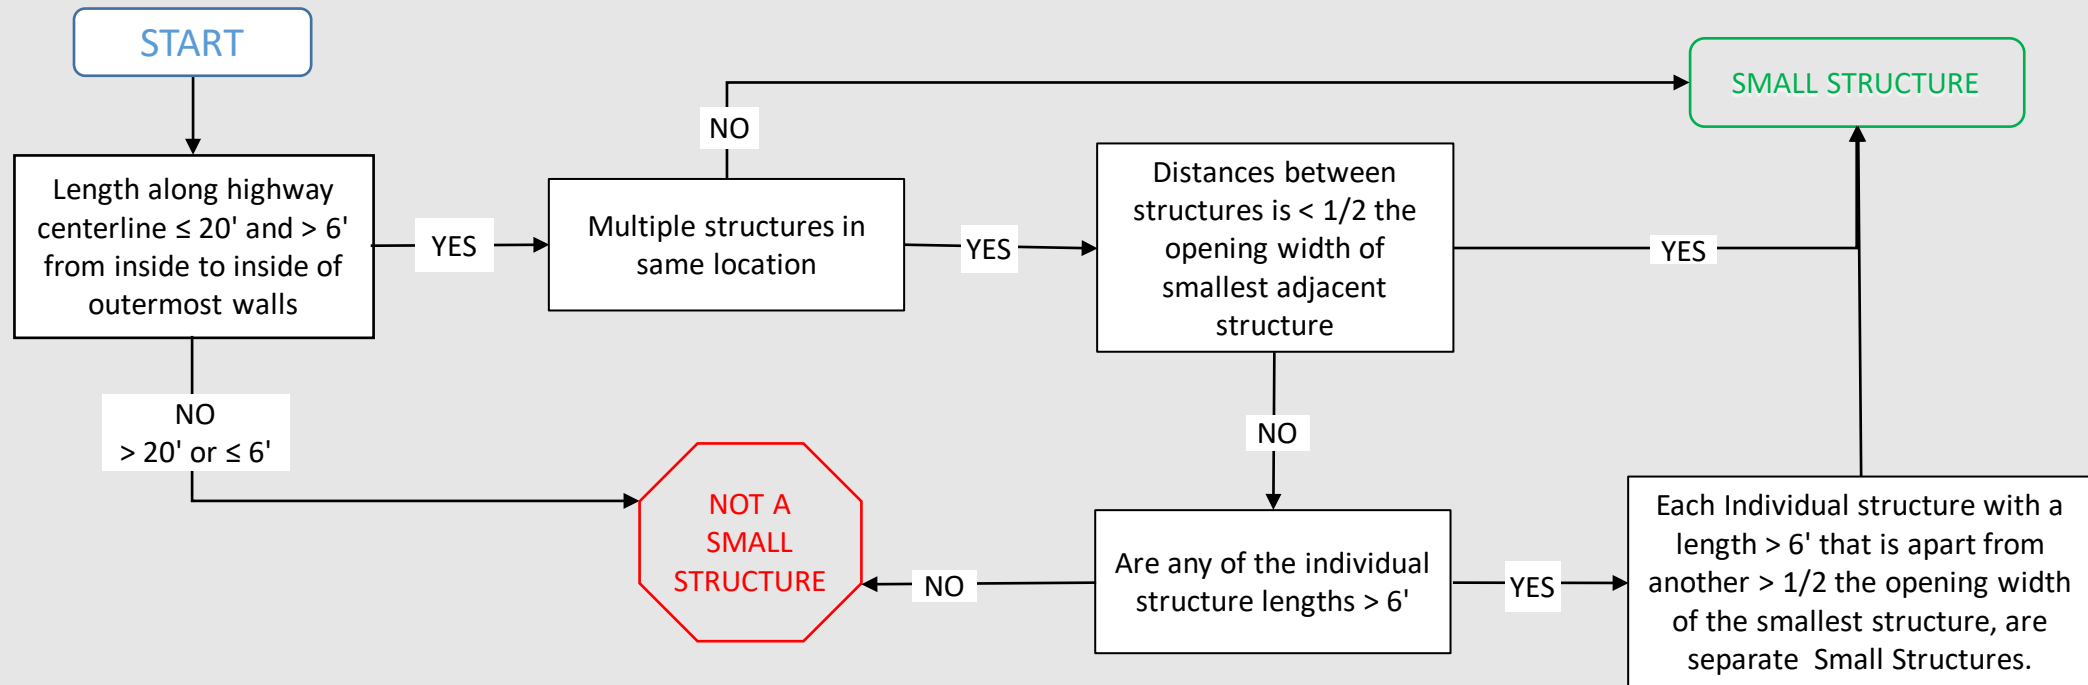 START
SMALL STRUCTURE
NO
Length along highway
centerline ≤ 20' and > 6'
from inside to inside of
outermost walls
YES
Multiple structures in
same location
YES
Distances between
structures is < 1/2 the
opening width of
smallest adjacent
structure
YES
NO
> 20' or ≤ 6'
NO
NOT A
SMALL
STRUCTURE
NO
Are any of the individual
structure lengths > 6'
YES
Each Individual structure with a
length > 6' that is apart from
another > 1/2 the opening width
of the smallest structure, are
separate  Small Structures.